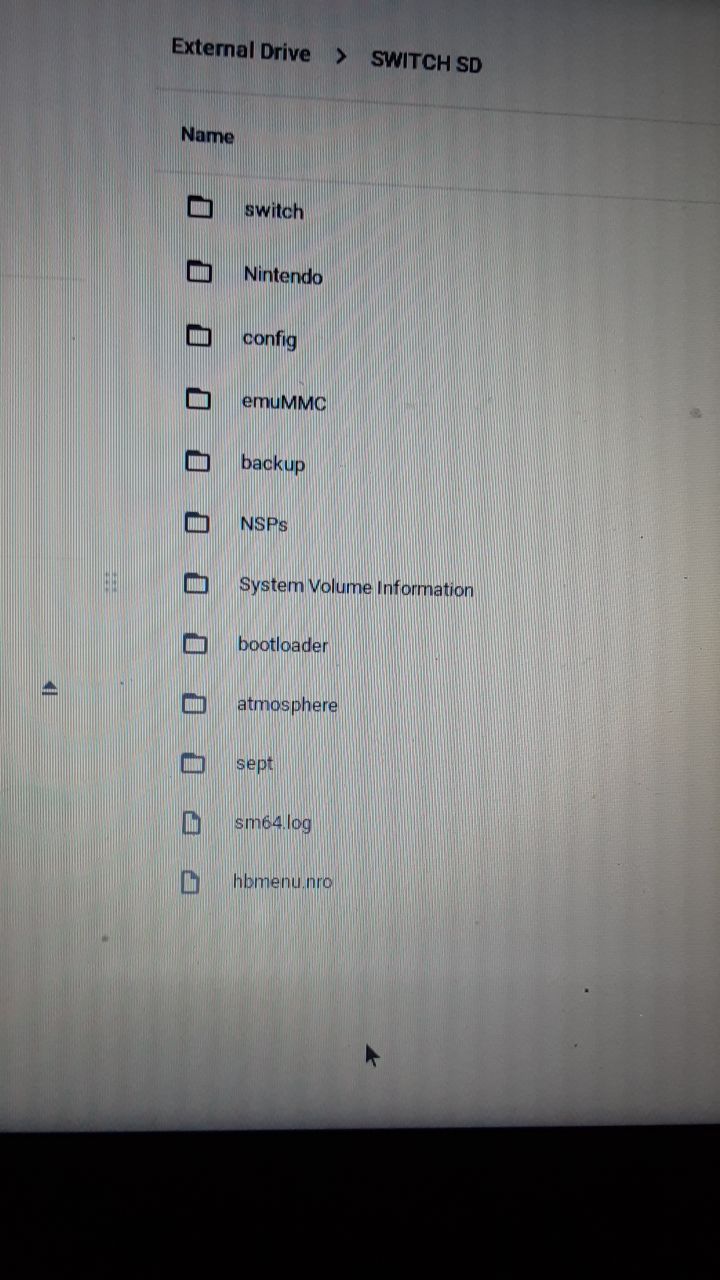 External Drive > SWITCH SD
Name
switch
Nintendo
config
emuMMC
backup
NSPs
System Volume Information
bootloader
atmosphere
sept
sm64.log
hbmenu.nro